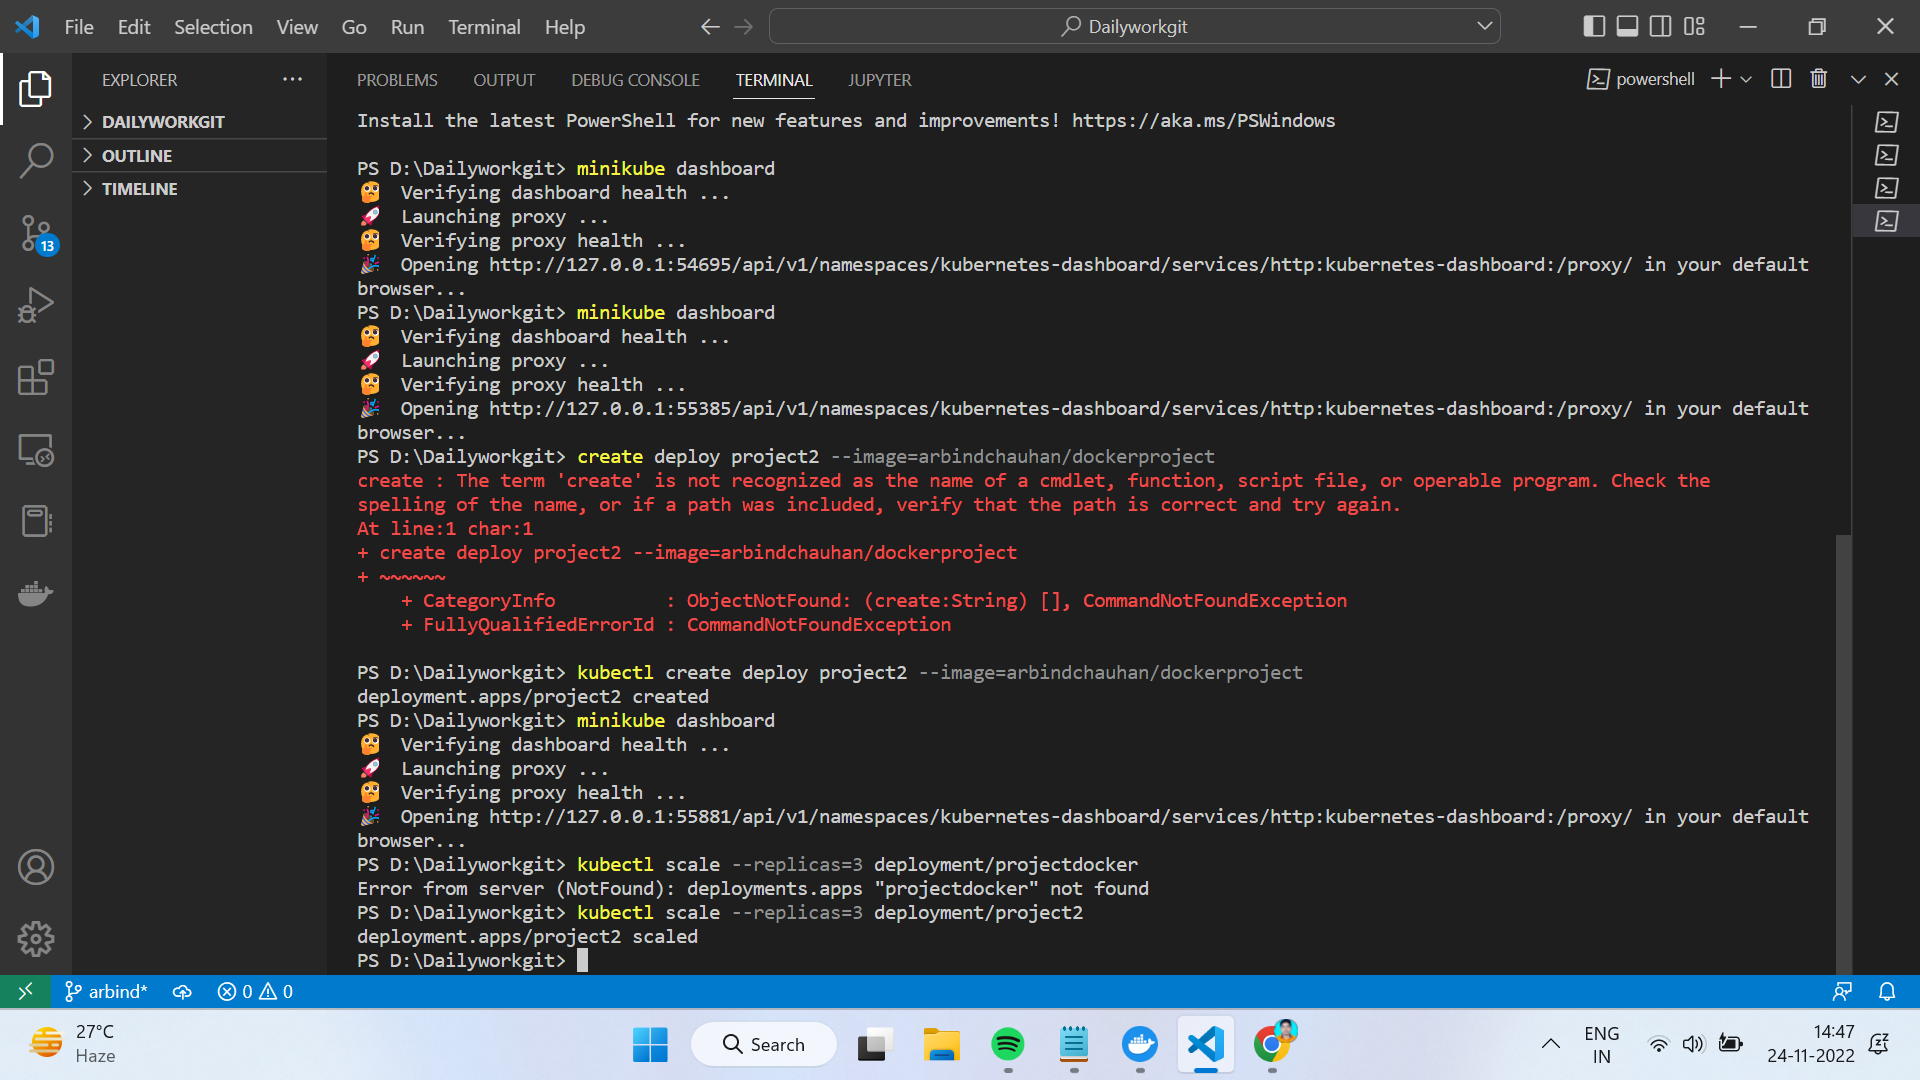 File Edit Selection View Go Run Terminal Help
Dailyworkgit
EXPLORER
PROBLEMS OUTPUT DEBUG CONSOLE TERMINAL JUPYTER
powershell
DAILYWORKGIT
OUTLINE
TIMELINE
13
Install the latest PowerShell for new features and improvements! https://aka.ms/PSWindows
PS D:\Dailyworkgit> minikube dashboard
Verifying dashboard health ...
Launching proxy ...
Verifying proxy health ...
Opening http://127.0.0.1:54695/api/v1/namespaces/kubernetes-dashboard/services/http:kubernetes-dashboard:/proxy/ in your default
browser...
PS D:\Dailyworkgit> minikube dashboard
Verifying dashboard health ...
Launching proxy ...
Verifying proxy health ...
Opening http://127.0.0.1:55385/api/v1/namespaces/kubernetes-dashboard/services/http:kubernetes-dashboard:/proxy/ in your default
browser...
PS D:\Dailyworkgit> create deploy project2 --image=arbindchauhan/dockerproject
create : The term 'create' is not recognized as the name of a cmdlet, function, script file, or operable program. Check the
spelling of the name, or if a path was included, verify that the path is correct and try again.
At line:1 char:1
+ create deploy project2 --image=arbindchauhan/dockerproject
+ ~~~~~~
+ CategoryInfo          : ObjectNotFound: (create:String) [], CommandNotFoundException
+ FullyQualifiedErrorId : CommandNotFoundException
PS D:\Dailyworkgit> kubectl create deploy project2 --image=arbindchauhan/dockerproject
deployment.apps/project2 created
PS D:\Dailyworkgit> minikube dashboard
Verifying dashboard health ...
Launching proxy ...
Verifying proxy health ...
Opening http://127.0.0.1:55881/api/v1/namespaces/kubernetes-dashboard/services/http:kubernetes-dashboard:/proxy/ in your default
browser...
PS D:\Dailyworkgit> kubectl scale --replicas=3 deployment/projectdocker
Error from server (NotFound): deployments.apps "projectdocker" not found
PS D:\Dailyworkgit> kubectl scale --replicas=3 deployment/project2
deployment.apps/project2 scaled
PS D:\Dailyworkgit>
arbind* 0 0
27°C
Haze
Search
ENG
IN
14:47
24-11-2022